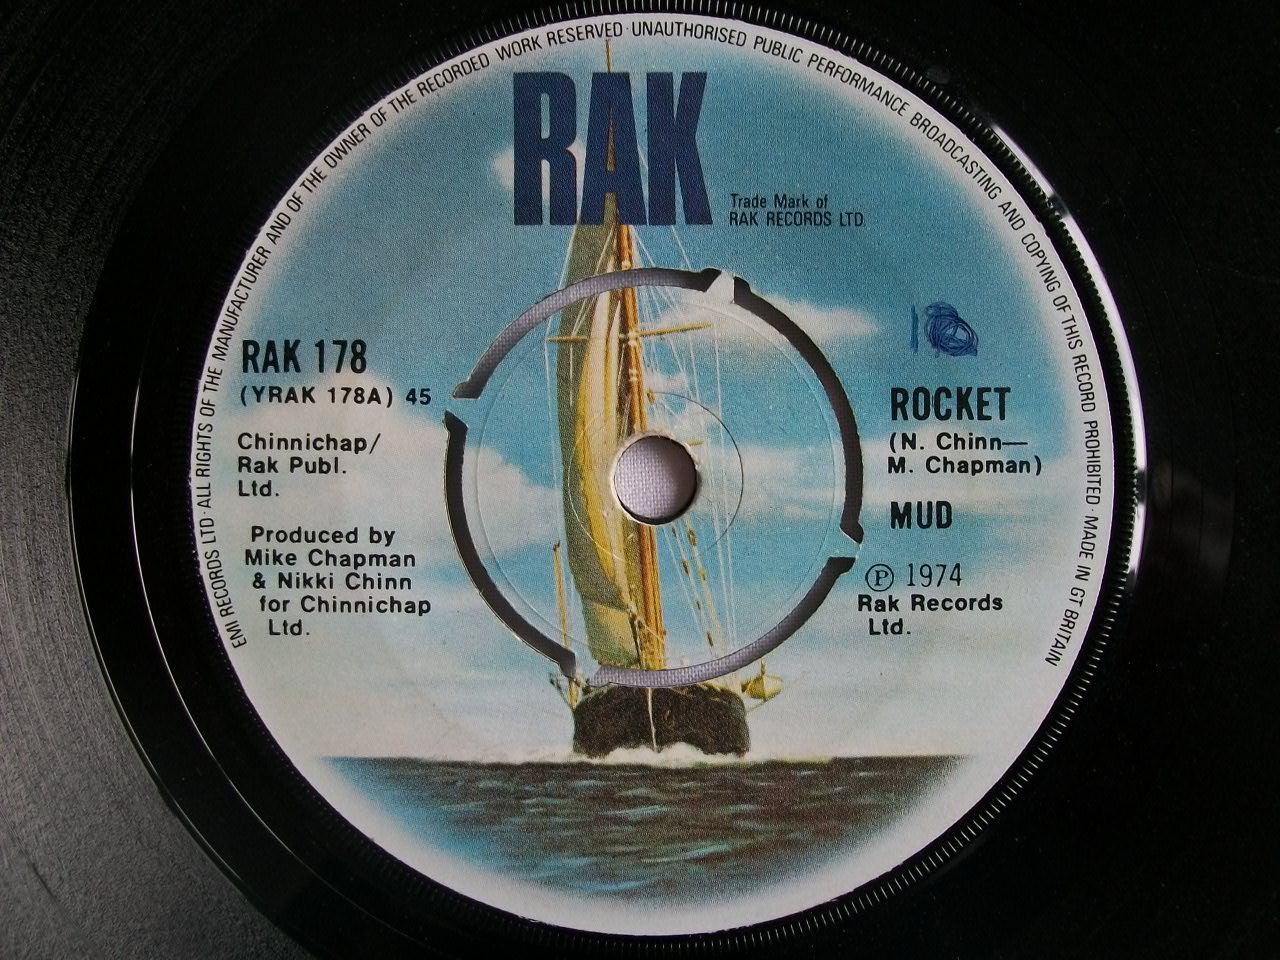 EMI RECORDS LTD · ALL RIGHTS OF THE MANUFACTURER AND OF THE OWNER OF THE RECORDED WORK RESERVED · UNAUTHORISED PUBLIC PERFORMANCE BROADCASTING AND COPYING OF THIS RECORD PROHIBITED · MADE IN GT BRITAIN
RAK
Trade Mark of
RAK RECORDS LTD.
RAK 178
(YRAK 178A) 45
Chinnichap/
Rak Publ.
Ltd.
Produced by
Mike Chapman
& Nikki Chinn
for Chinnichap
Ltd.
ROCKET
(N. Chinn—
M. Chapman)
MUD
Ⓟ 1974
Rak Records
Ltd.